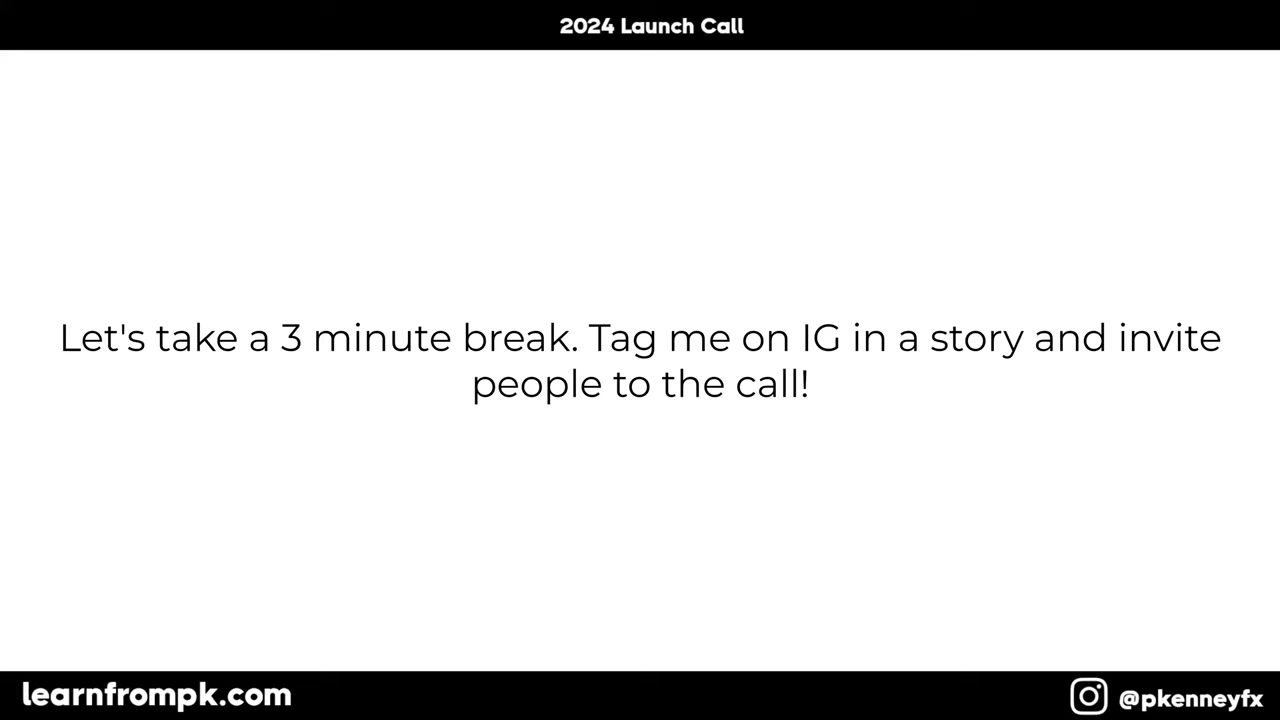 2024 Launch Call
Let's take a 3 minute break. Tag me on IG in a story and invite
people to the call!
learnfrompk.com
@pkenneyfx